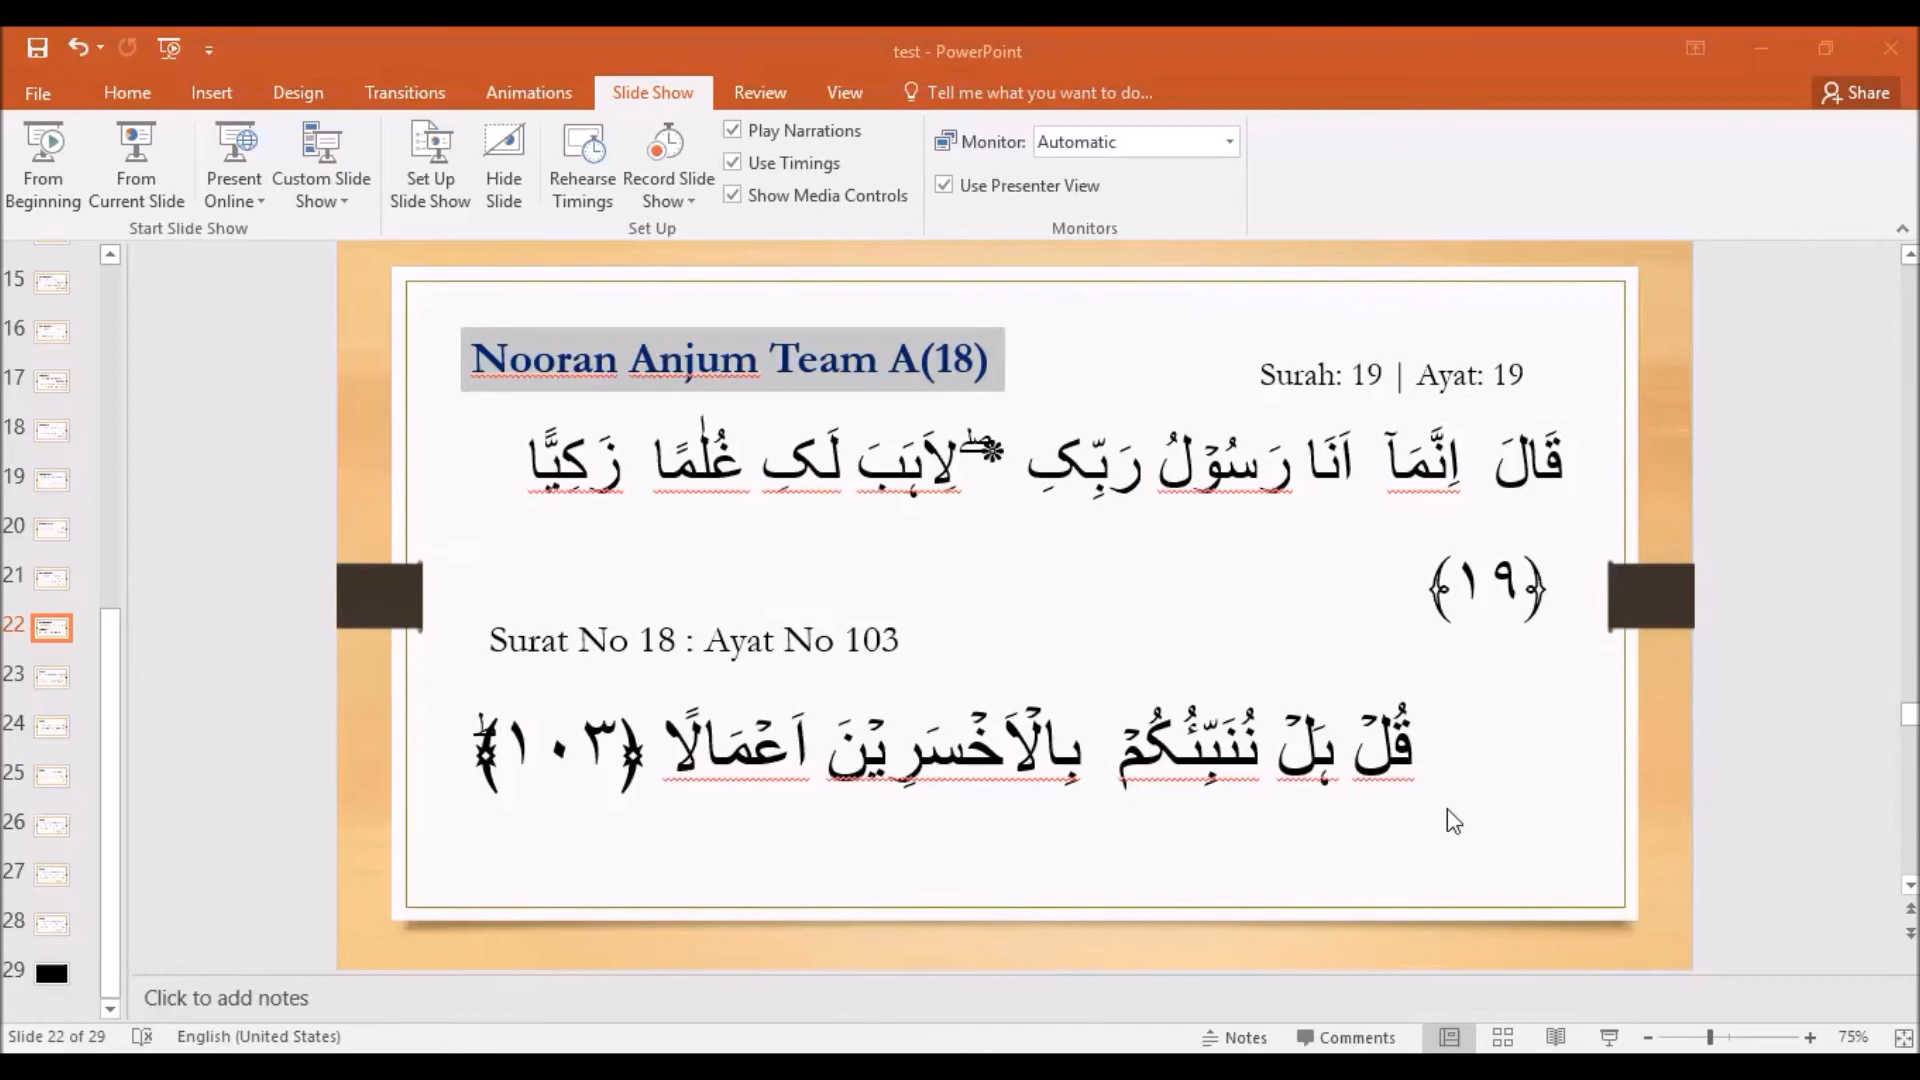 test - PowerPoint
File Home Insert Design Transitions Animations Slide Show Review View Tell me what you want to do... Share
From Beginning
From Current Slide
Present Online
Custom Slide Show
Start Slide Show
Set Up Slide Show
Hide Slide
Rehearse Timings
Record Slide Show
Play Narrations
Use Timings
Show Media Controls
Set Up
Monitor: Automatic
Use Presenter View
Monitors
15
16
17
18
19
20
21
22
23
24
25
26
27
28
29
Nooran Anjum Team A(18)
Surah: 19 | Ayat: 19
قَالَ اِنَّمَاۤ اَنَا رَسُوۡلُ رَبِّکِ ٭ۖ لِاَہَبَ لَکِ غُلٰمًا زَکِیًّا
﴿۱۹﴾
Surat No 18 : Ayat No 103
قُلۡ ہَلۡ نُنَبِّئُکُمۡ بِالۡاَخۡسَرِیۡنَ اَعۡمَالًا ﴿۱۰۳﴾ؕ
Click to add notes
Slide 22 of 29 English (United States) Notes Comments 75%